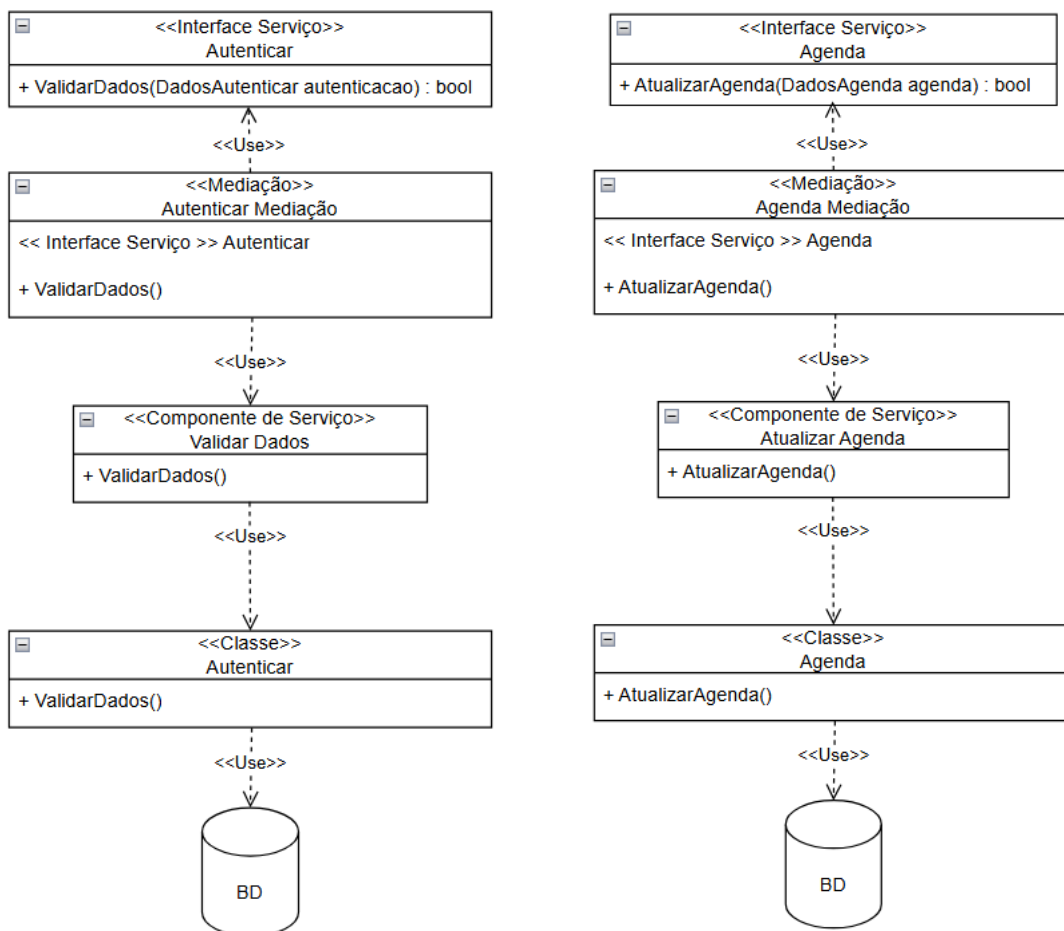 <<Interface Serviço>>
Autenticar
+ ValidarDados(DadosAutenticar autenticacao) : bool
<<Use>>
<<Mediação>>
Autenticar Mediação
<< Interface Serviço >> Autenticar
+ ValidarDados()
<<Use>>
<<Componente de Serviço>>
Validar Dados
+ ValidarDados()
<<Use>>
<<Classe>>
Autenticar
+ ValidarDados()
<<Use>>
BD
<<Interface Serviço>>
Agenda
+ AtualizarAgenda(DadosAgenda agenda) : bool
<<Use>>
<<Mediação>>
Agenda Mediação
<< Interface Serviço >> Agenda
+ AtualizarAgenda()
<<Use>>
<<Componente de Serviço>>
Atualizar Agenda
+ AtualizarAgenda()
<<Use>>
<<Classe>>
Agenda
+ AtualizarAgenda()
<<Use>>
BD